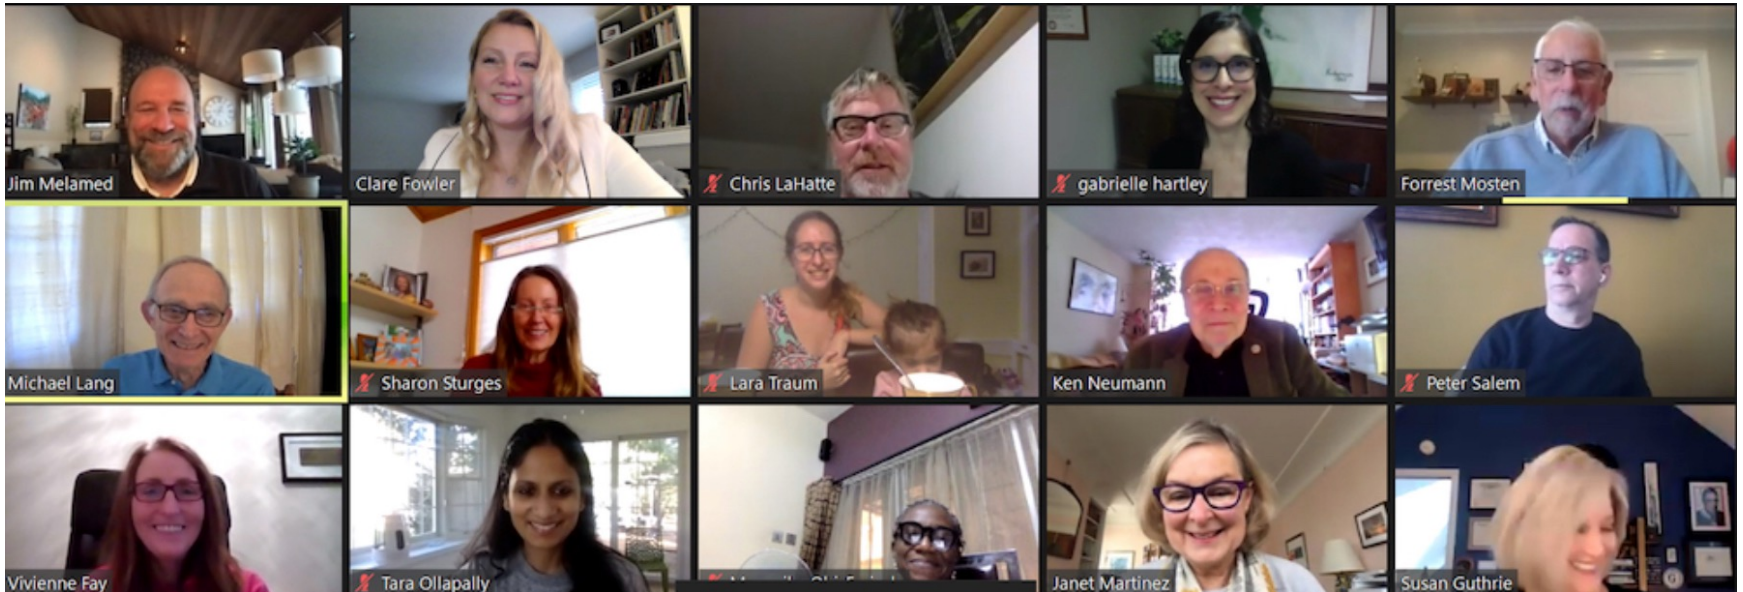 Jim Melamed
Clare Fowler
Chris LaHatte
gabrielle hartley
Forrest Mosten
Michael Lang
Sharon Sturges
Lara Traum
Ken Neumann
Peter Salem
Vivienne Fay
Tara Ollapally
Janet Martinez
Susan Guthrie